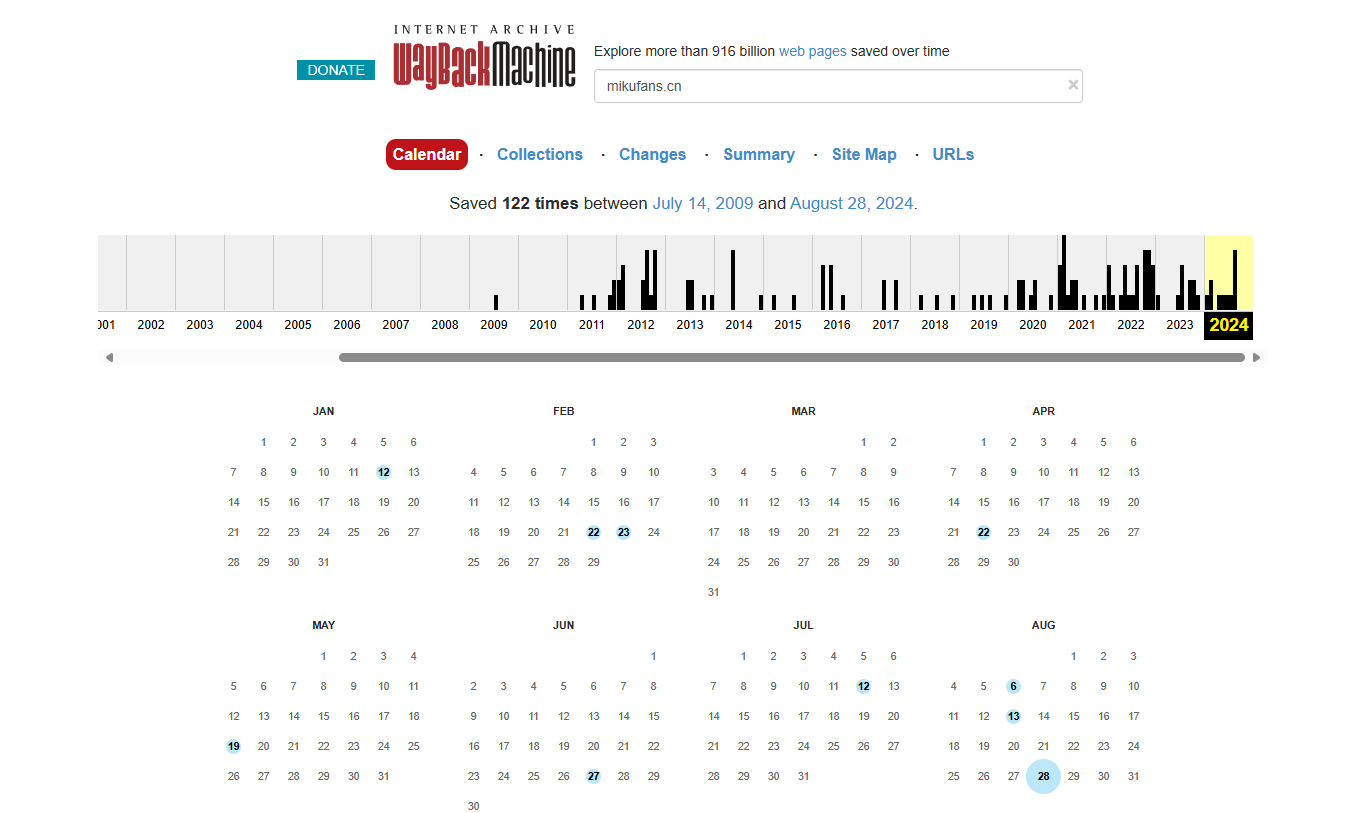 INTERNET ARCHIVE
DONATE
WayBackMachine
Explore more than 916 billion web pages saved over time
mikufans.cn ×
Calendar · Collections · Changes · Summary · Site Map · URLs
Saved 122 times between July 14, 2009 and August 28, 2024.
001 2002 2003 2004 2005 2006 2007 2008 2009 2010 2011 2012 2013 2014 2015 2016 2017 2018 2019 2020 2021 2022 2023 2024
JAN FEB MAR APR
1 2 3 4 5 6 1 2 3 1 2 1 2 3 4 5 6
7 8 9 10 11 12 13 4 5 6 7 8 9 10 3 4 5 6 7 8 9 7 8 9 10 11 12 13
14 15 16 17 18 19 20 11 12 13 14 15 16 17 10 11 12 13 14 15 16 14 15 16 17 18 19 20
21 22 23 24 25 26 27 18 19 20 21 22 23 24 17 18 19 20 21 22 23 21 22 23 24 25 26 27
28 29 30 31 25 26 27 28 29 24 25 26 27 28 29 30 28 29 30
31
MAY JUN JUL AUG
1 2 3 4 1 1 2 3 4 5 6 1 2 3
5 6 7 8 9 10 11 2 3 4 5 6 7 8 7 8 9 10 11 12 13 4 5 6 7 8 9 10
12 13 14 15 16 17 18 9 10 11 12 13 14 15 14 15 16 17 18 19 20 11 12 13 14 15 16 17
19 20 21 22 23 24 25 16 17 18 19 20 21 22 21 22 23 24 25 26 27 18 19 20 21 22 23 24
26 27 28 29 30 31 23 24 25 26 27 28 29 28 29 30 31 25 26 27 28 29 30 31
30